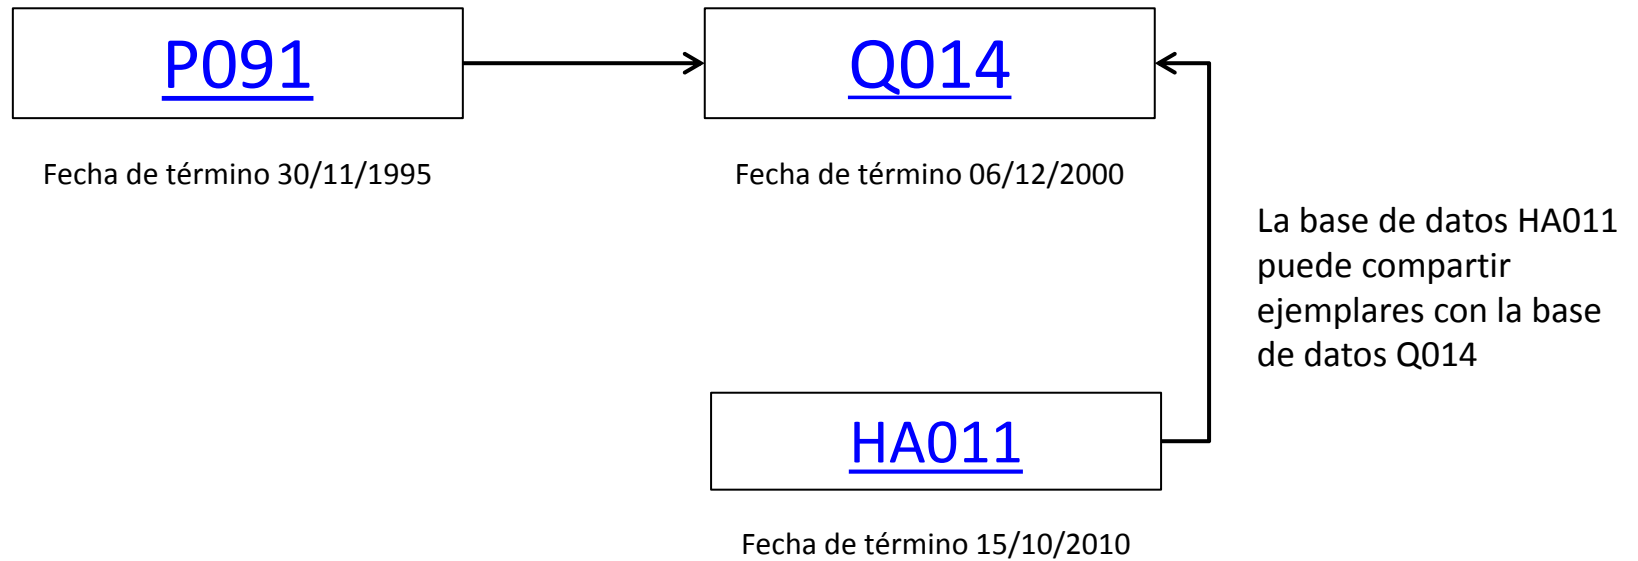 P091
Q014
Fecha de término 30/11/1995
Fecha de término 06/12/2000
La base de datos HA011
puede compartir
ejemplares con la base
de datos Q014
HA011
Fecha de término 15/10/2010